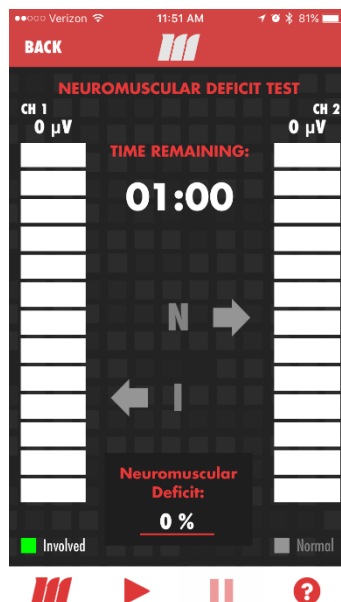 Verizon 11:51 AM 81%
BACK
NEUROMUSCULAR DEFICIT TEST
CH 1 CH 2
0 µV 0 µV
TIME REMAINING:
01:00
N
I
Neuromuscular
Deficit:
0 %
Involved Normal
?